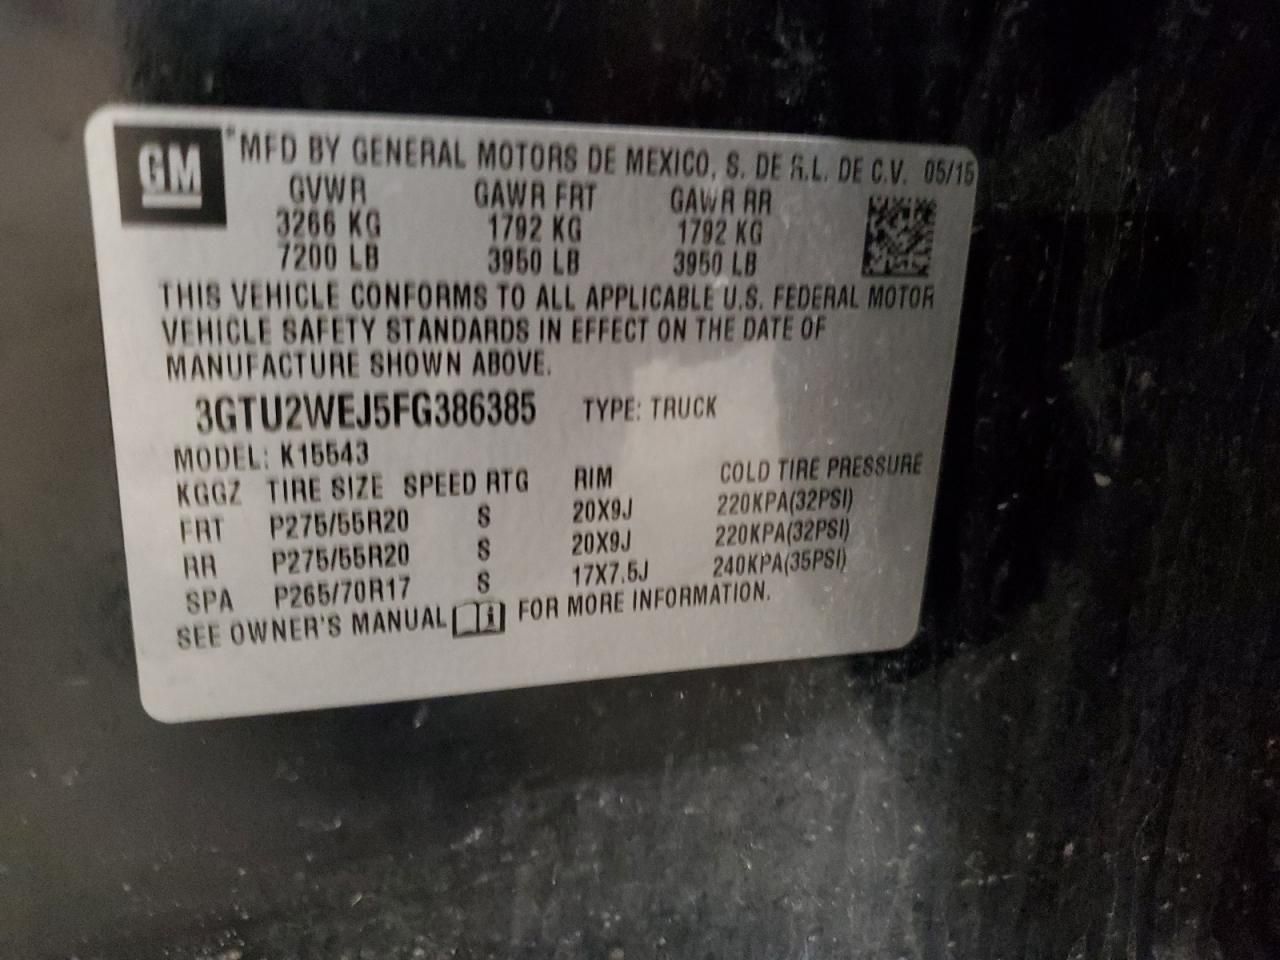 GM
MFD BY GENERAL MOTORS DE MEXICO, S. DE R.L. DE C.V. 05/15
GVWR GAWR FRT GAWR RR
3266 KG 1792 KG 1792 KG
7200 LB 3950 LB 3950 LB
THIS VEHICLE CONFORMS TO ALL APPLICABLE U.S. FEDERAL MOTOR
VEHICLE SAFETY STANDARDS IN EFFECT ON THE DATE OF
MANUFACTURE SHOWN ABOVE.
3GTU2WEJ5FG386385 TYPE: TRUCK
MODEL: K15543
KGGZ TIRE SIZE SPEED RTG RIM COLD TIRE PRESSURE
FRT P275/55R20 S 20X9J 220KPA(32PSI)
RR P275/55R20 S 20X9J 220KPA(32PSI)
SPA P265/70R17 S 17X7.5J 240KPA(35PSI)
SEE OWNER'S MANUAL FOR MORE INFORMATION.